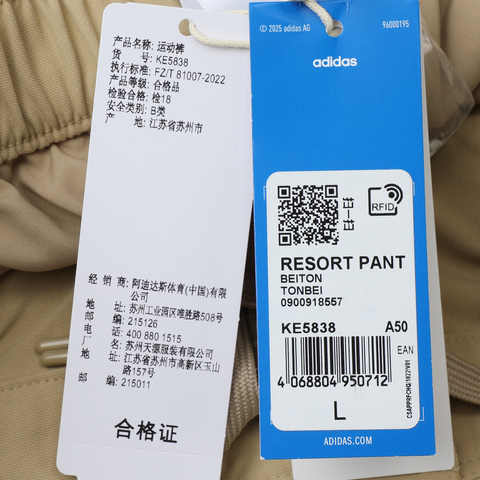 产品名称: 运动裤
货 号: KE5838
执行标准: FZ/T 81007-2022
产品等级: 合格品
检验合格: 检18
安全类别: B类
产 地: 江苏省苏州市
经 销 商: 阿迪达斯体育(中国)有限
公司
地 址: 苏州工业园区唯胜路508号
邮 编: 215126
电 话: 400 880 1515
厂 名: 苏州天源服装有限公司
地 址: 江苏省苏州市高新区玉山
路157号
邮 编: 215011
合格证
© 2025 adidas AG
96000195
adidas
RFID
RESORT PANT
BEITON
TONBEI
0900918557
KE5838 A50
EAN
4 068804 950712
L
ADIDAS.COM